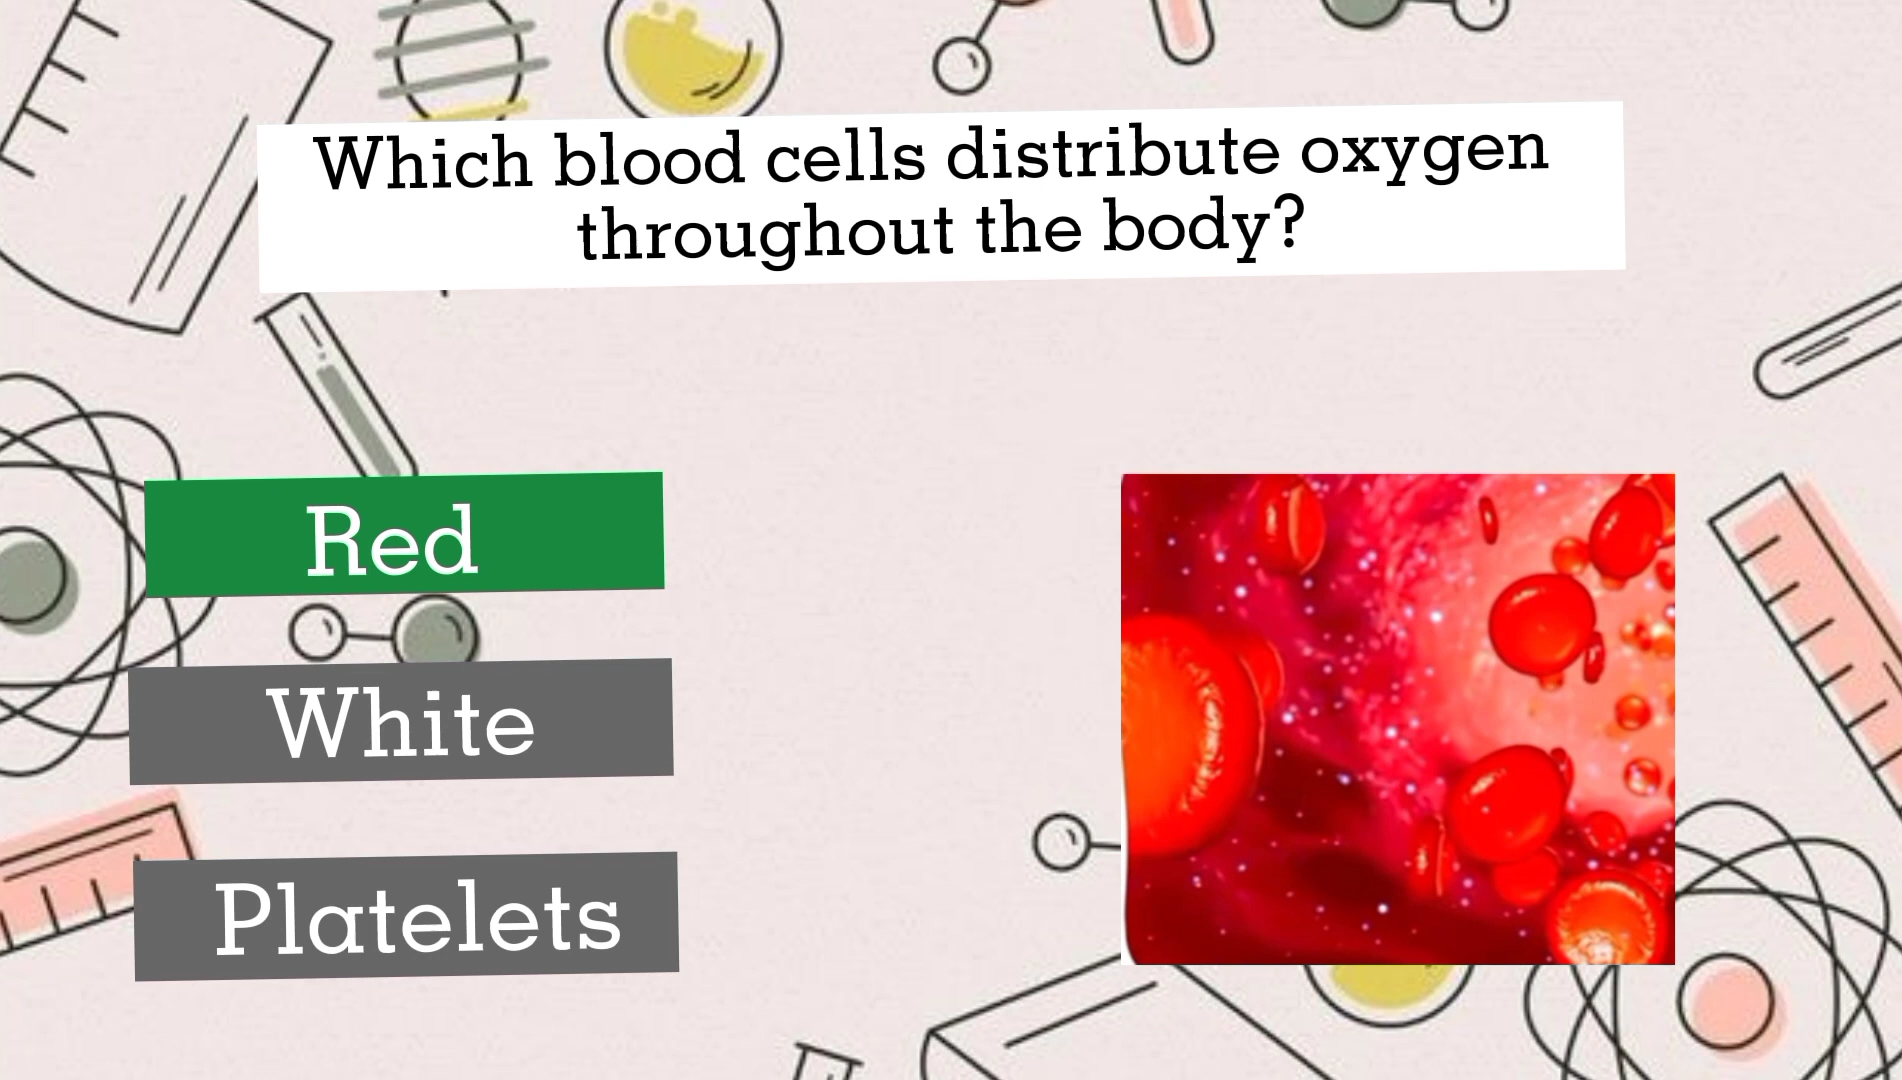 Which blood cells distribute oxygen
throughout the body?
Red
White
Platelets